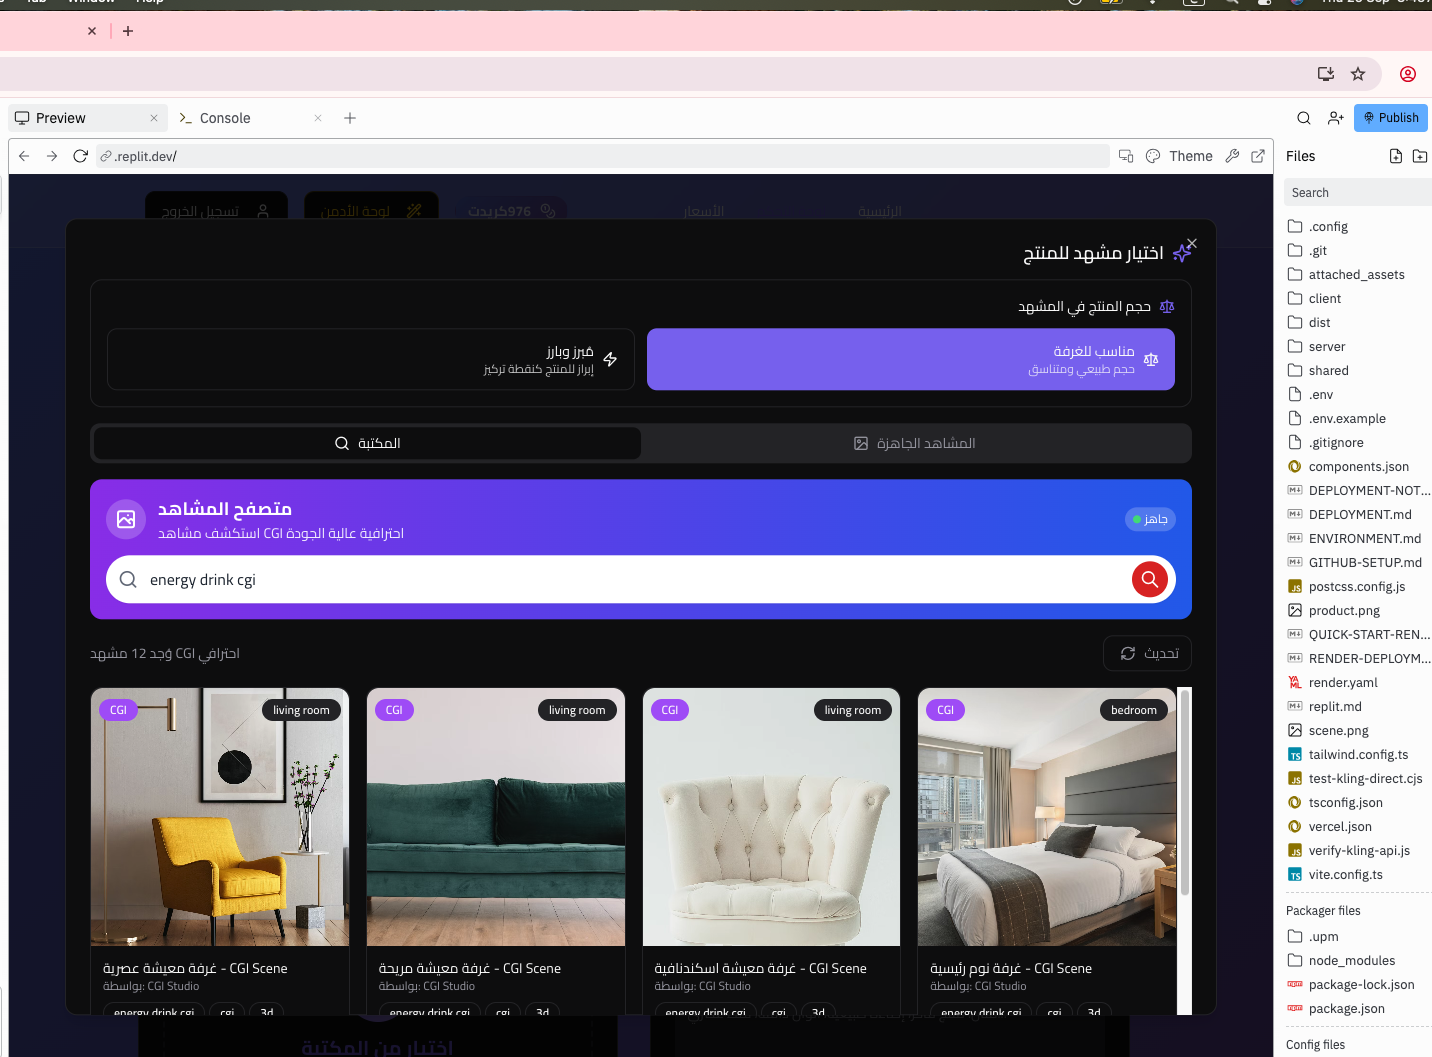 Tab Window Help
Preview
Console
Publish
.replit.dev/
Theme
Files
Search
تسجيل الخروج
لوحة الأدمن
976كريدت
الأسعار
الرئيسية
اختيار مشهد للمنتج
حجم المنتج في المشهد
مناسب للغرفة
حجم طبيعي ومتناسق
مُبرز وبارز
إبراز للمنتج كنقطة تركيز
المشاهد الجاهزة
المكتبة
متصفح المشاهد
احترافية عالية الجودة CGI استكشف مشاهد
جاهز
energy drink cgi
احترافي CGI وُجد 12 مشهد
تحديث
CGI
living room
CGI
living room
CGI
living room
CGI
bedroom
غرفة معيشة عصرية - CGI Scene
بواسطة: CGI Studio
energy drink cgi
cgi
3d
غرفة معيشة مريحة - CGI Scene
بواسطة: CGI Studio
energy drink cgi
cgi
3d
غرفة معيشة اسكندنافية - CGI Scene
بواسطة: CGI Studio
energy drink cgi
cgi
3d
غرفة نوم رئيسية - CGI Scene
بواسطة: CGI Studio
energy drink cgi
cgi
3d
اختيار من المكتبة
.config
.git
attached_assets
client
dist
server
shared
.env
.env.example
.gitignore
components.json
DEPLOYMENT-NOT...
DEPLOYMENT.md
ENVIRONMENT.md
GITHUB-SETUP.md
postcss.config.js
product.png
QUICK-START-REN...
RENDER-DEPLOYM...
render.yaml
replit.md
scene.png
tailwind.config.ts
test-kling-direct.cjs
tsconfig.json
vercel.json
verify-kling-api.js
vite.config.ts
Packager files
.upm
node_modules
package-lock.json
package.json
Config files